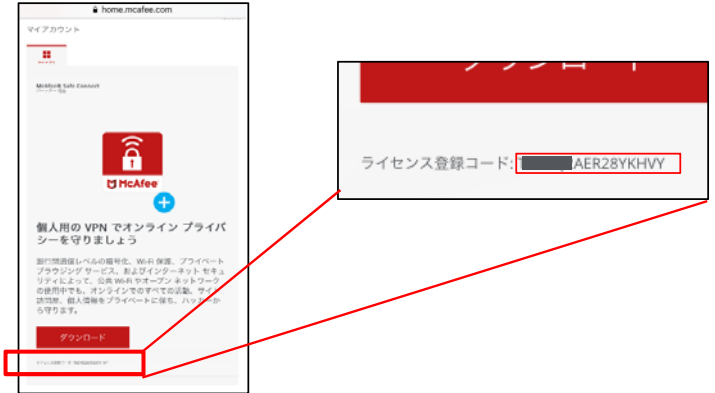 home.mcafee.com
マイアカウント
McAfee® Safe Connect
McAfee
個人用の VPN でオンライン プライバ
シーを守りましょう
銀行間通信レベルの暗号化、Wi-Fi 保護、プライベート
ブラウジング サービス、およびインターネット セキュ
リティによって、公共 Wi-Fi やオープン ネットワーク
の使用中でも、オンラインでのすべての活動、サイト
訪問歴、個人情報をプライベートに保ち、ハッカーか
ら守ります。
ダウンロード
ダウンロード
ライセンス登録コード: AER28YKHVY